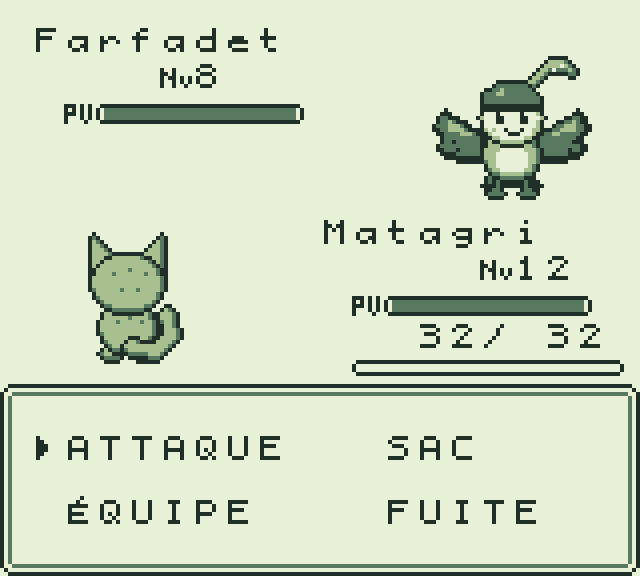 Farfadet
Nv8
PV
Matagri
Nv12
PV
32/ 32
ATTAQUE SAC
ÉQUIPE FUITE